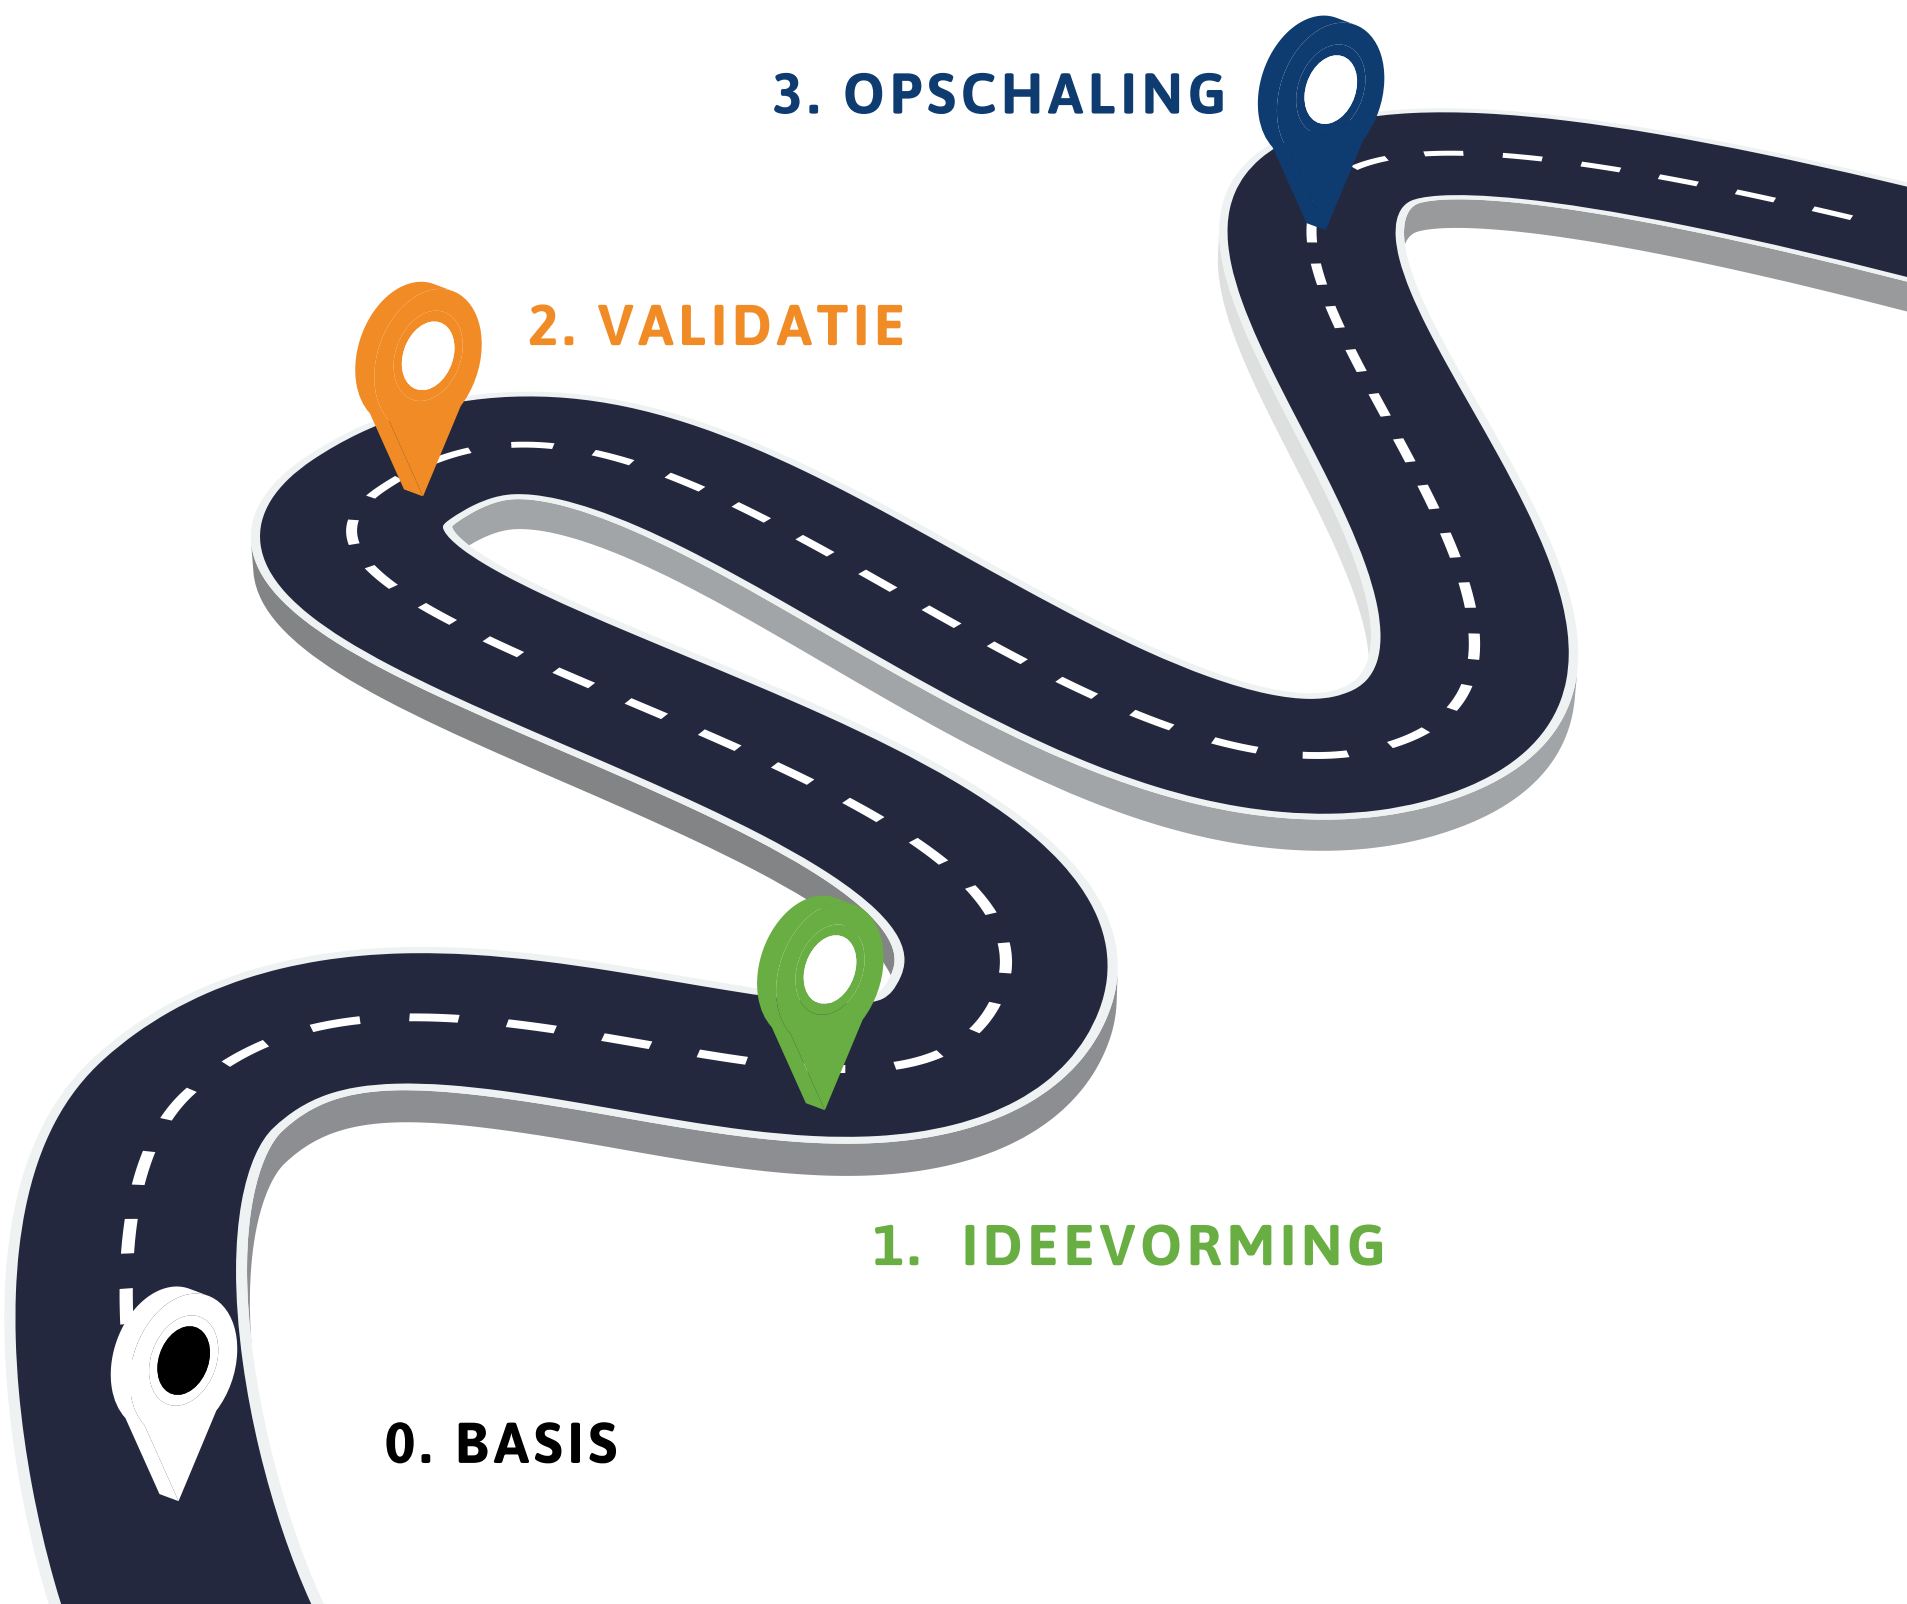 3. OPSCHALING
2. VALIDATIE
1. IDEEVORMING
0. BASIS